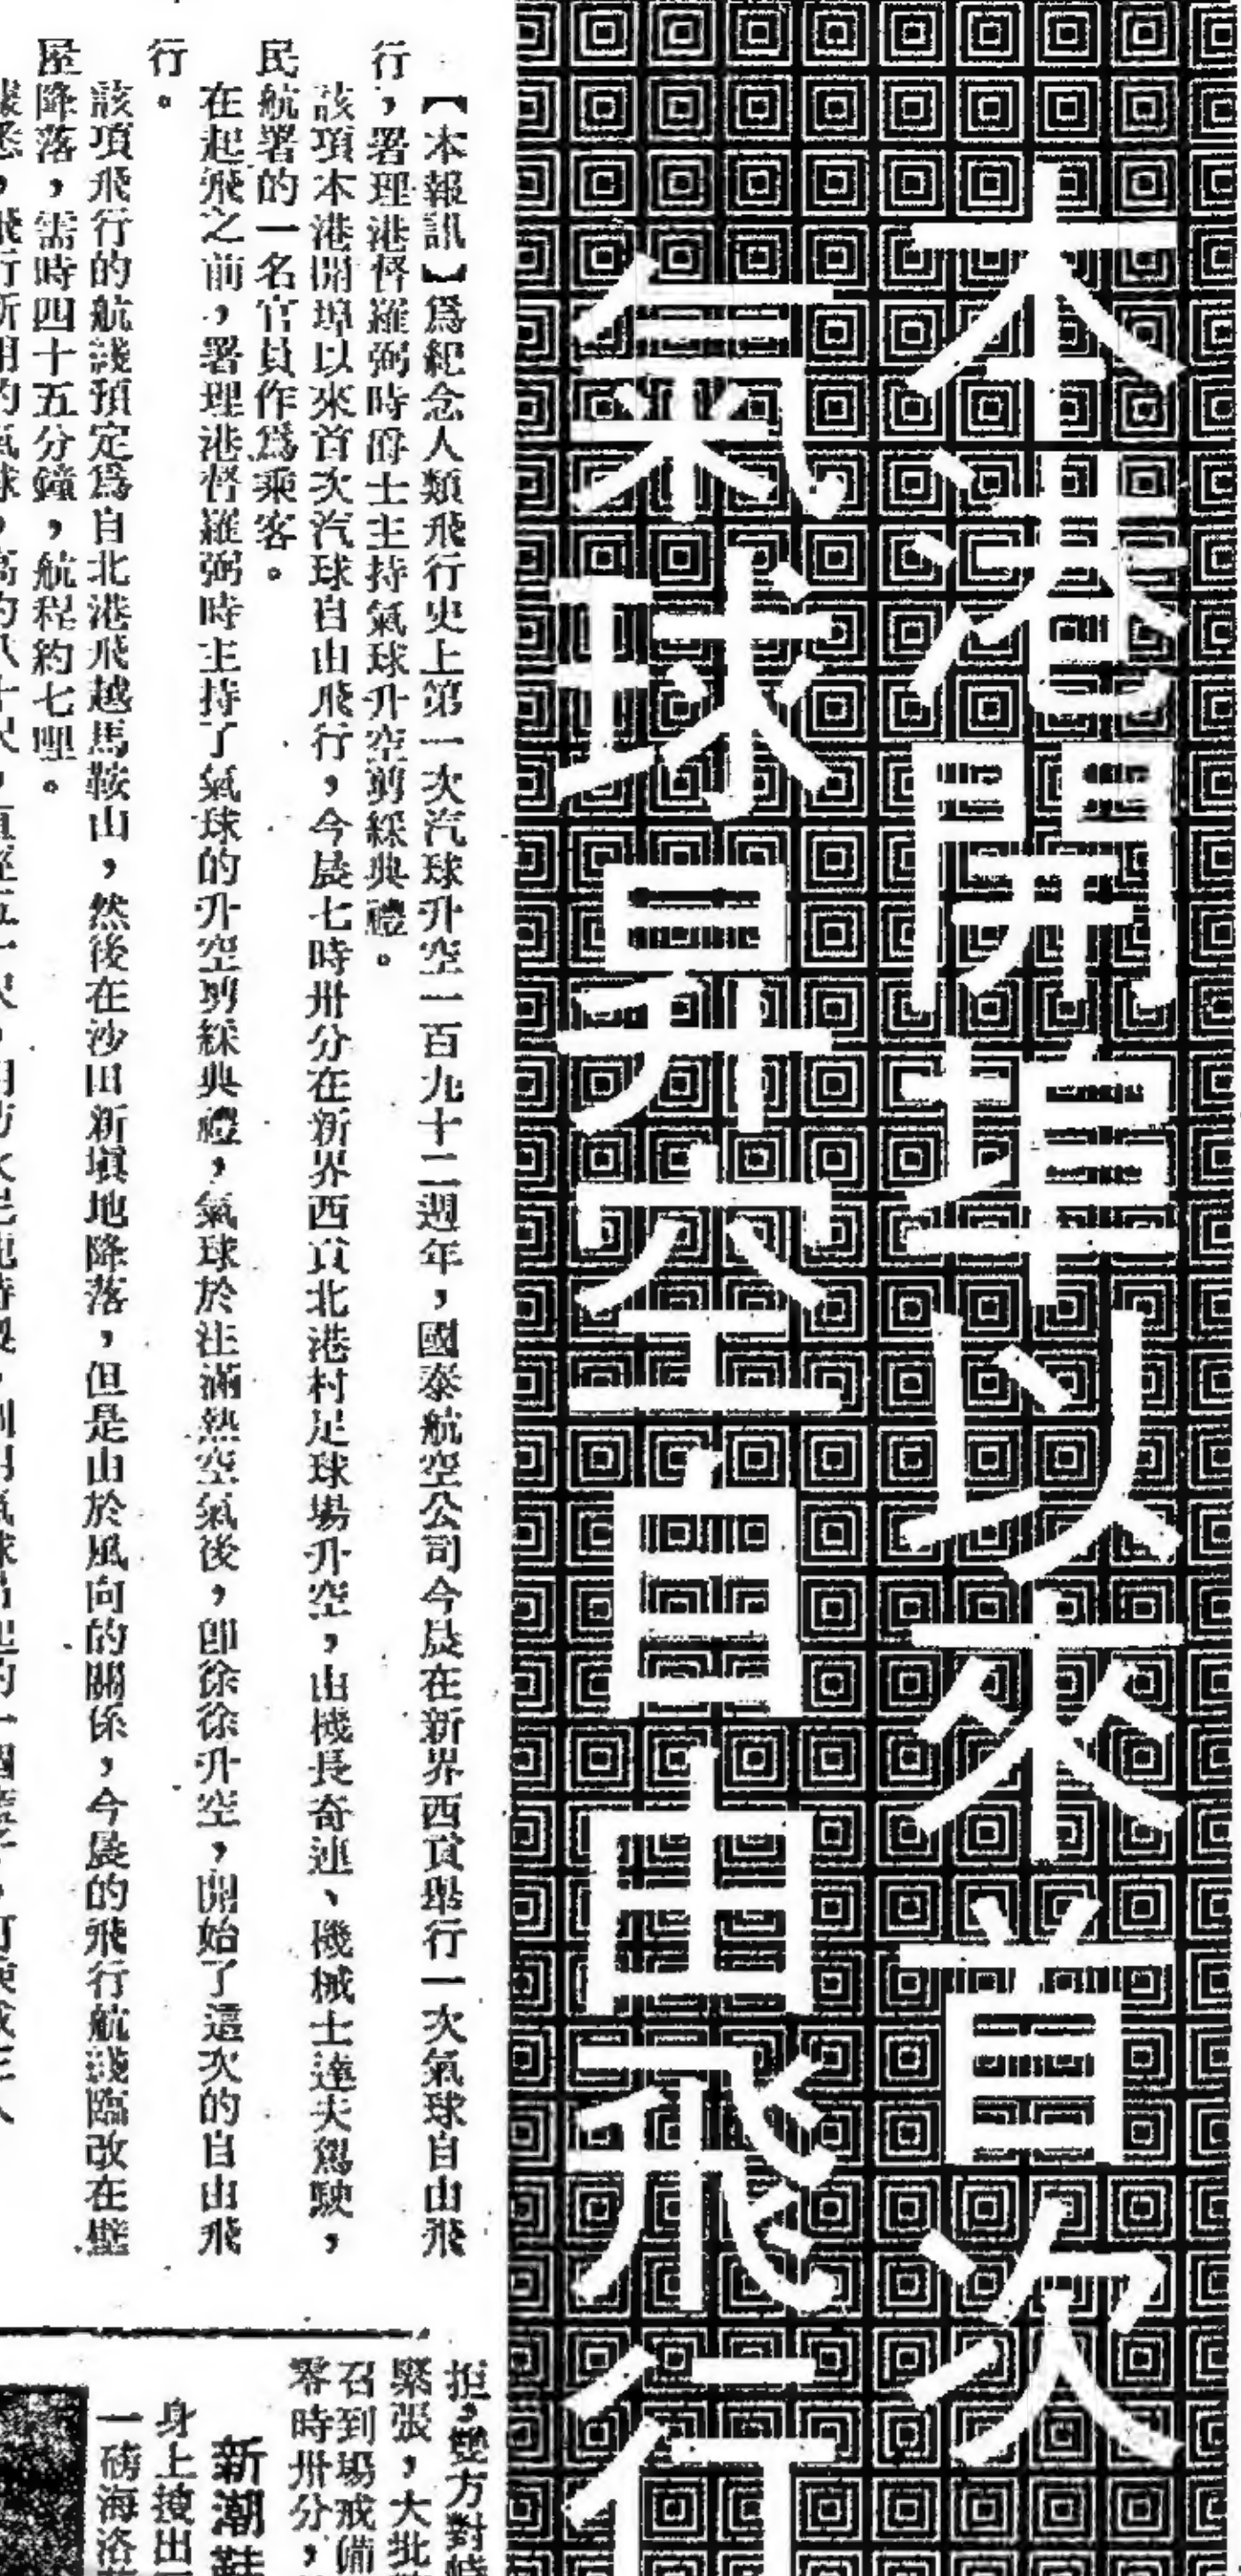 本港開埠以來首次
氣球昇空自由飛行
【本報訊】爲紀念人類飛行史上第一次汽球升空一百九十二週年，國泰航空公司今晨在新界西貢舉行一次氣球自由飛
行，署理港督羅弼時爵士主持氣球升空剪綵典禮。
該項本港開埠以來首次汽球自由飛行，今晨七時卅分在新界西貢北港村足球場升空，由機長奇連、機械士達夫駕駛，
民航署的一名官員作爲乘客。
在起飛之前，署理港督羅弼時主持了氣球的升空剪綵典禮，氣球於注滿熱空氣後，即徐徐升空，開始了這次的自由飛
行。
該項飛行的航綫預定爲自北港飛越馬鞍山，然後在沙田新塡地降落，但是由於風向的關係，今晨的飛行航綫臨改在壁
屋降落，需時四十五分鐘，航程約七哩。
拒，雙方對峙
緊張，大批
召到場戒備
零時卅分，
新潮鞋
身上搜出
一磅海洛